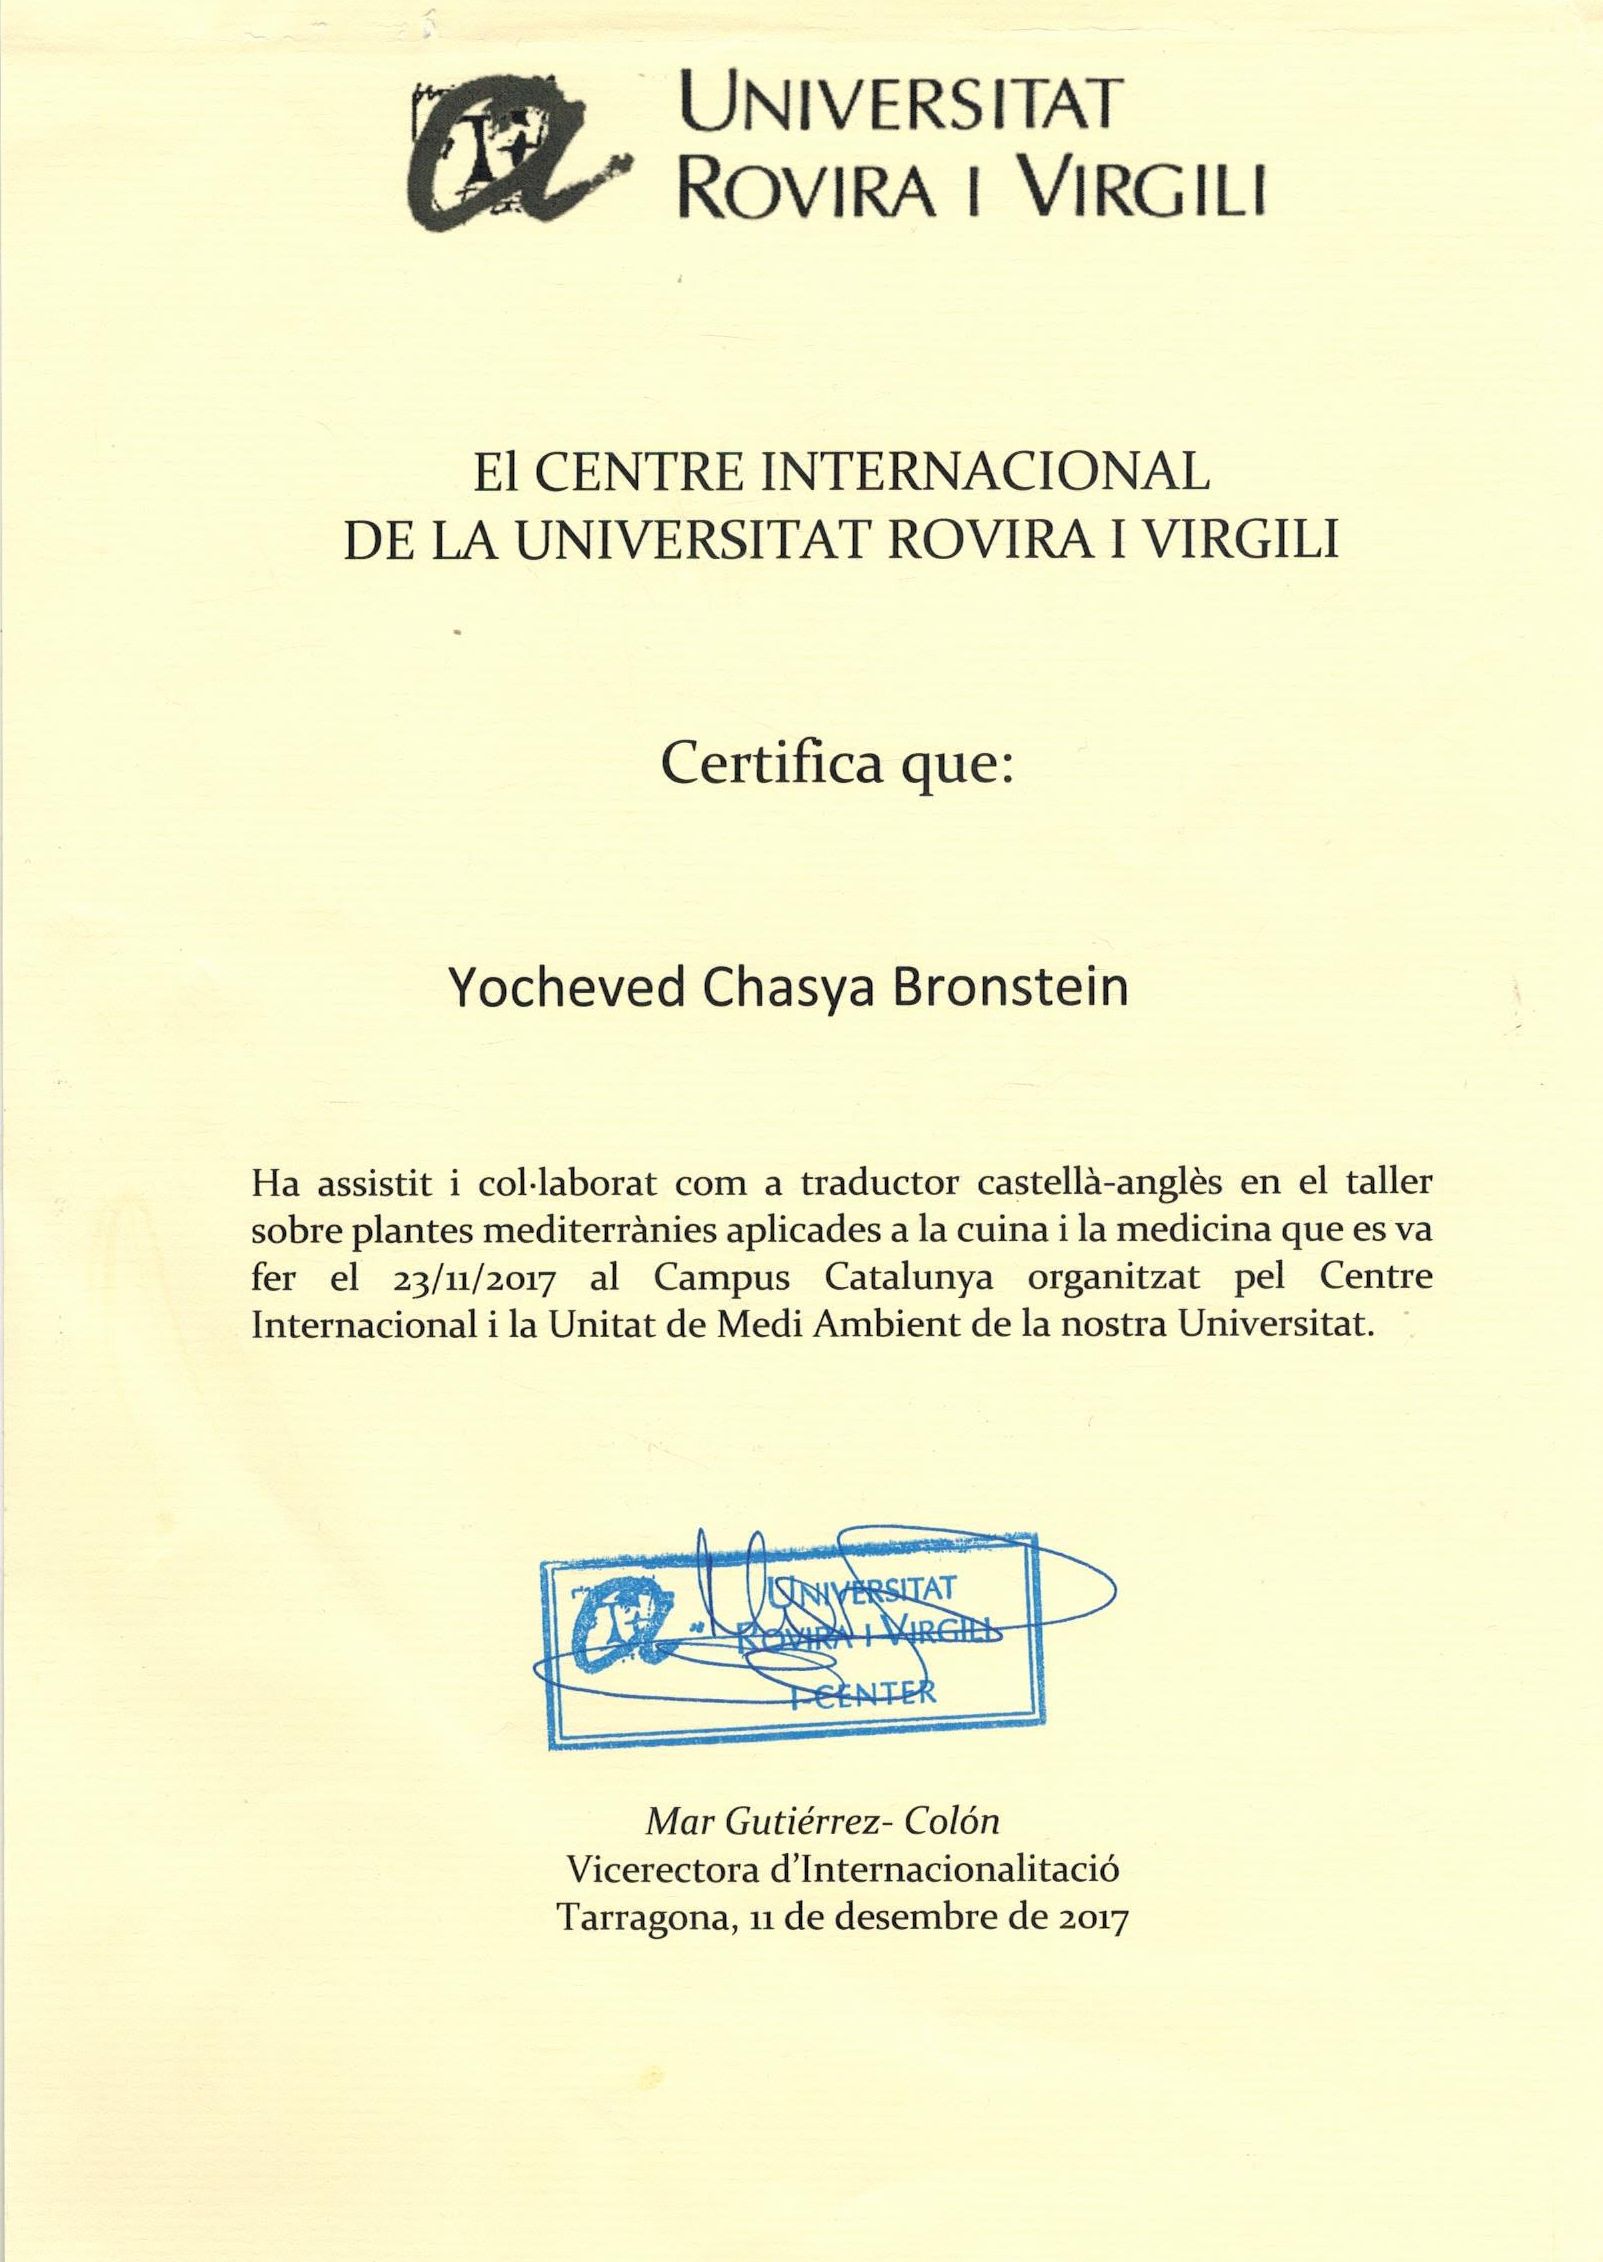 UNIVERSITAT
ROVIRA I VIRGILI
El CENTRE INTERNACIONAL
DE LA UNIVERSITAT ROVIRA I VIRGILI
Certifica que:
Yocheved Chasya Bronstein
Ha assistit i col·laborat com a traductor castellà-anglès en el taller
sobre plantes mediterrànies aplicades a la cuina i la medicina que es va
fer el 23/11/2017 al Campus Catalunya organitzat pel Centre
Internacional i la Unitat de Medi Ambient de la nostra Universitat.
UNIVERSITAT
ROVIRA I VIRGILI
I-CENTER
Mar Gutiérrez- Colón
Vicerectora d'Internacionalitació
Tarragona, 11 de desembre de 2017